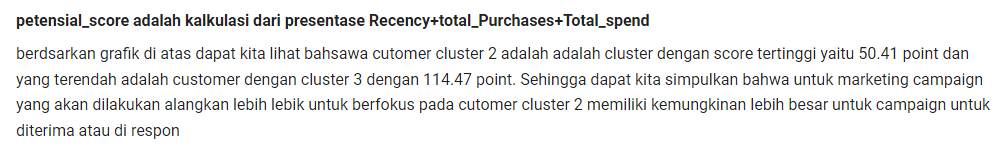 petensial_score adalah kalkulasi dari presentase Recency+total_Purchases+Total_spend
berdsarkan grafik di atas dapat kita lihat bahsawa cutomer cluster 2 adalah adalah cluster dengan score tertinggi yaitu 50.41 point dan
yang terendah adalah customer dengan cluster 3 dengan 114.47 point. Sehingga dapat kita simpulkan bahwa untuk marketing campaign
yang akan dilakukan alangkan lebih lebik untuk berfokus pada cutomer cluster 2 memiliki kemungkinan lebih besar untuk campaign untuk
diterima atau di respon